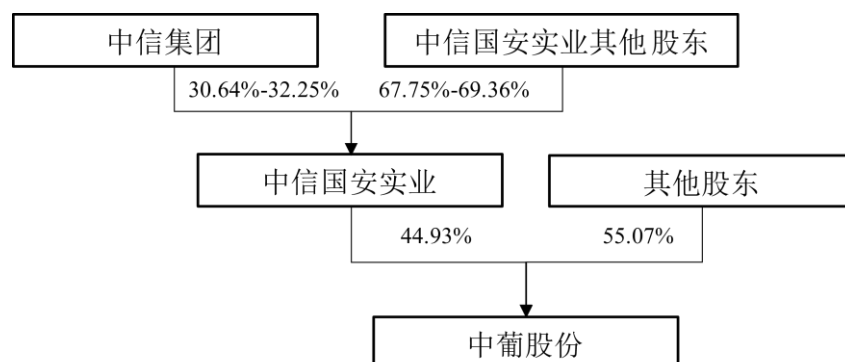 中信集团
中信国安实业其他股东
30.64%-32.25%
67.75%-69.36%
中信国安实业
其他股东
44.93%
55.07%
中葡股份